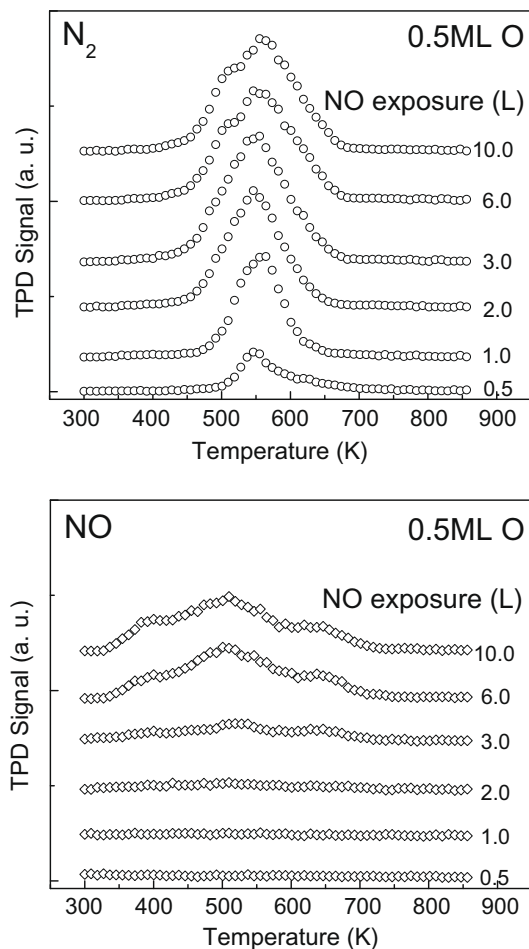 N2 0.5ML O
NO exposure (L)
10.0
6.0
3.0
2.0
1.0
0.5
TPD Signal (a. u.)
300 400 500 600 700 800 900
Temperature (K)
NO 0.5ML O
NO exposure (L)
10.0
6.0
3.0
2.0
1.0
0.5
TPD Signal (a. u.)
300 400 500 600 700 800 900
Temperature (K)